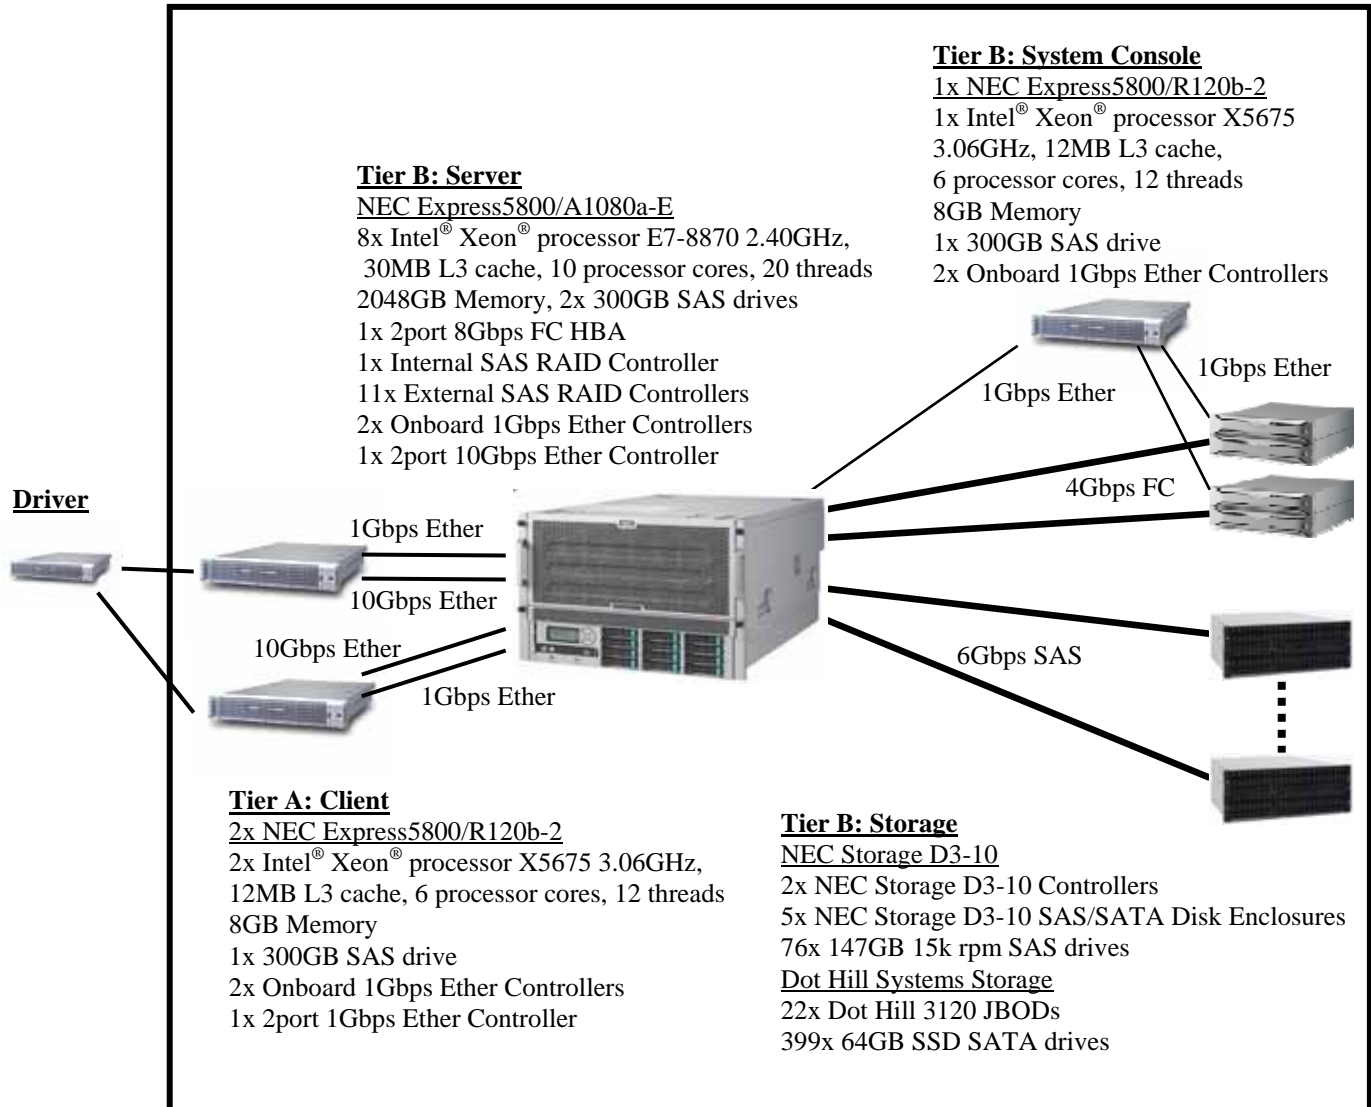 Tier B: System Console
1x NEC Express5800/R120b-2
1x Intel® Xeon® processor X5675
3.06GHz, 12MB L3 cache,
6 processor cores, 12 threads
8GB Memory
1x 300GB SAS drive
2x Onboard 1Gbps Ether Controllers
Tier B: Server
NEC Express5800/A1080a-E
8x Intel® Xeon® processor E7-8870 2.40GHz,
30MB L3 cache, 10 processor cores, 20 threads
2048GB Memory, 2x 300GB SAS drives
1x 2port 8Gbps FC HBA
1x Internal SAS RAID Controller
11x External SAS RAID Controllers
2x Onboard 1Gbps Ether Controllers
1x 2port 10Gbps Ether Controller
1Gbps Ether
1Gbps Ether
4Gbps FC
Driver
1Gbps Ether
10Gbps Ether
10Gbps Ether
1Gbps Ether
6Gbps SAS
Tier A: Client
2x NEC Express5800/R120b-2
2x Intel® Xeon® processor X5675 3.06GHz,
12MB L3 cache, 6 processor cores, 12 threads
8GB Memory
1x 300GB SAS drive
2x Onboard 1Gbps Ether Controllers
1x 2port 1Gbps Ether Controller
Tier B: Storage
NEC Storage D3-10
2x NEC Storage D3-10 Controllers
5x NEC Storage D3-10 SAS/SATA Disk Enclosures
76x 147GB 15k rpm SAS drives
Dot Hill Systems Storage
22x Dot Hill 3120 JBODs
399x 64GB SSD SATA drives